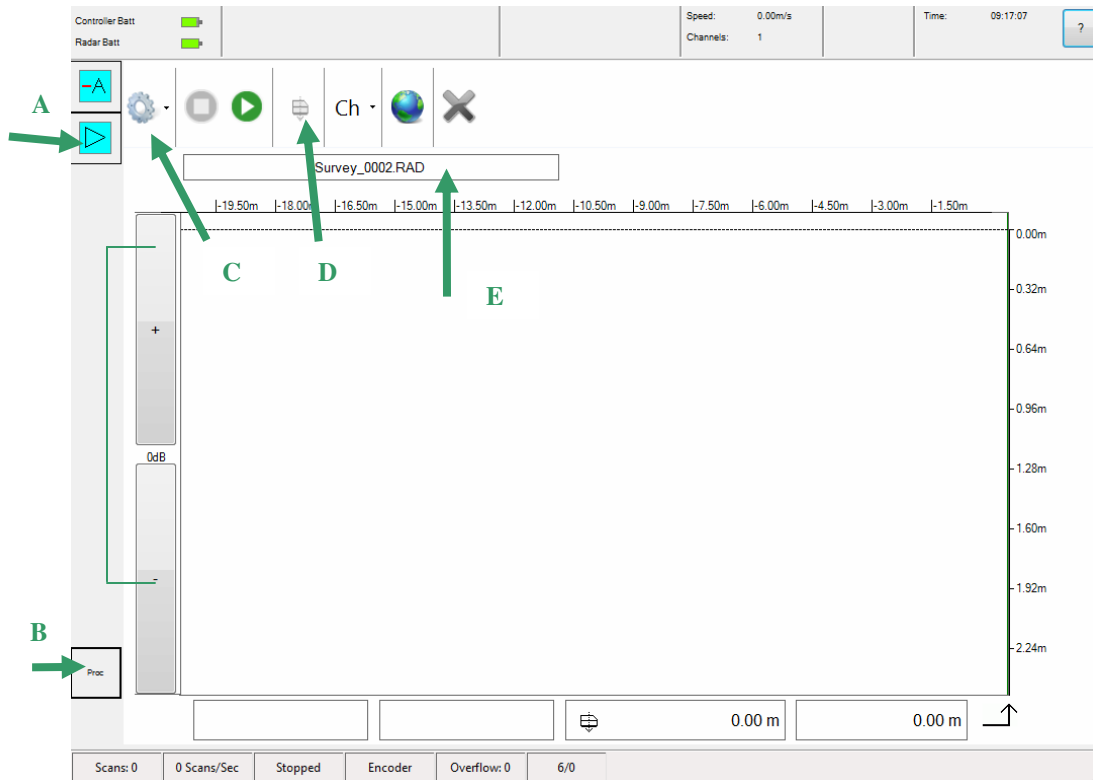 Controller Batt
Radar Batt
Speed: 0.00m/s
Channels: 1
Time: 09:17:07
?
A
Ch
Survey_0002.RAD
-19.50m -18.00m -16.50m -15.00m -13.50m -12.00m -10.50m -9.00m -7.50m -6.00m -4.50m -3.00m -1.50m
0.00m
C
D
E
0.32m
+
0.64m
0.96m
0dB
1.28m
1.60m
-
1.92m
B
2.24m
Proc
0.00 m
0.00 m
Scans: 0
0 Scans/Sec
Stopped
Encoder
Overflow: 0
6/0